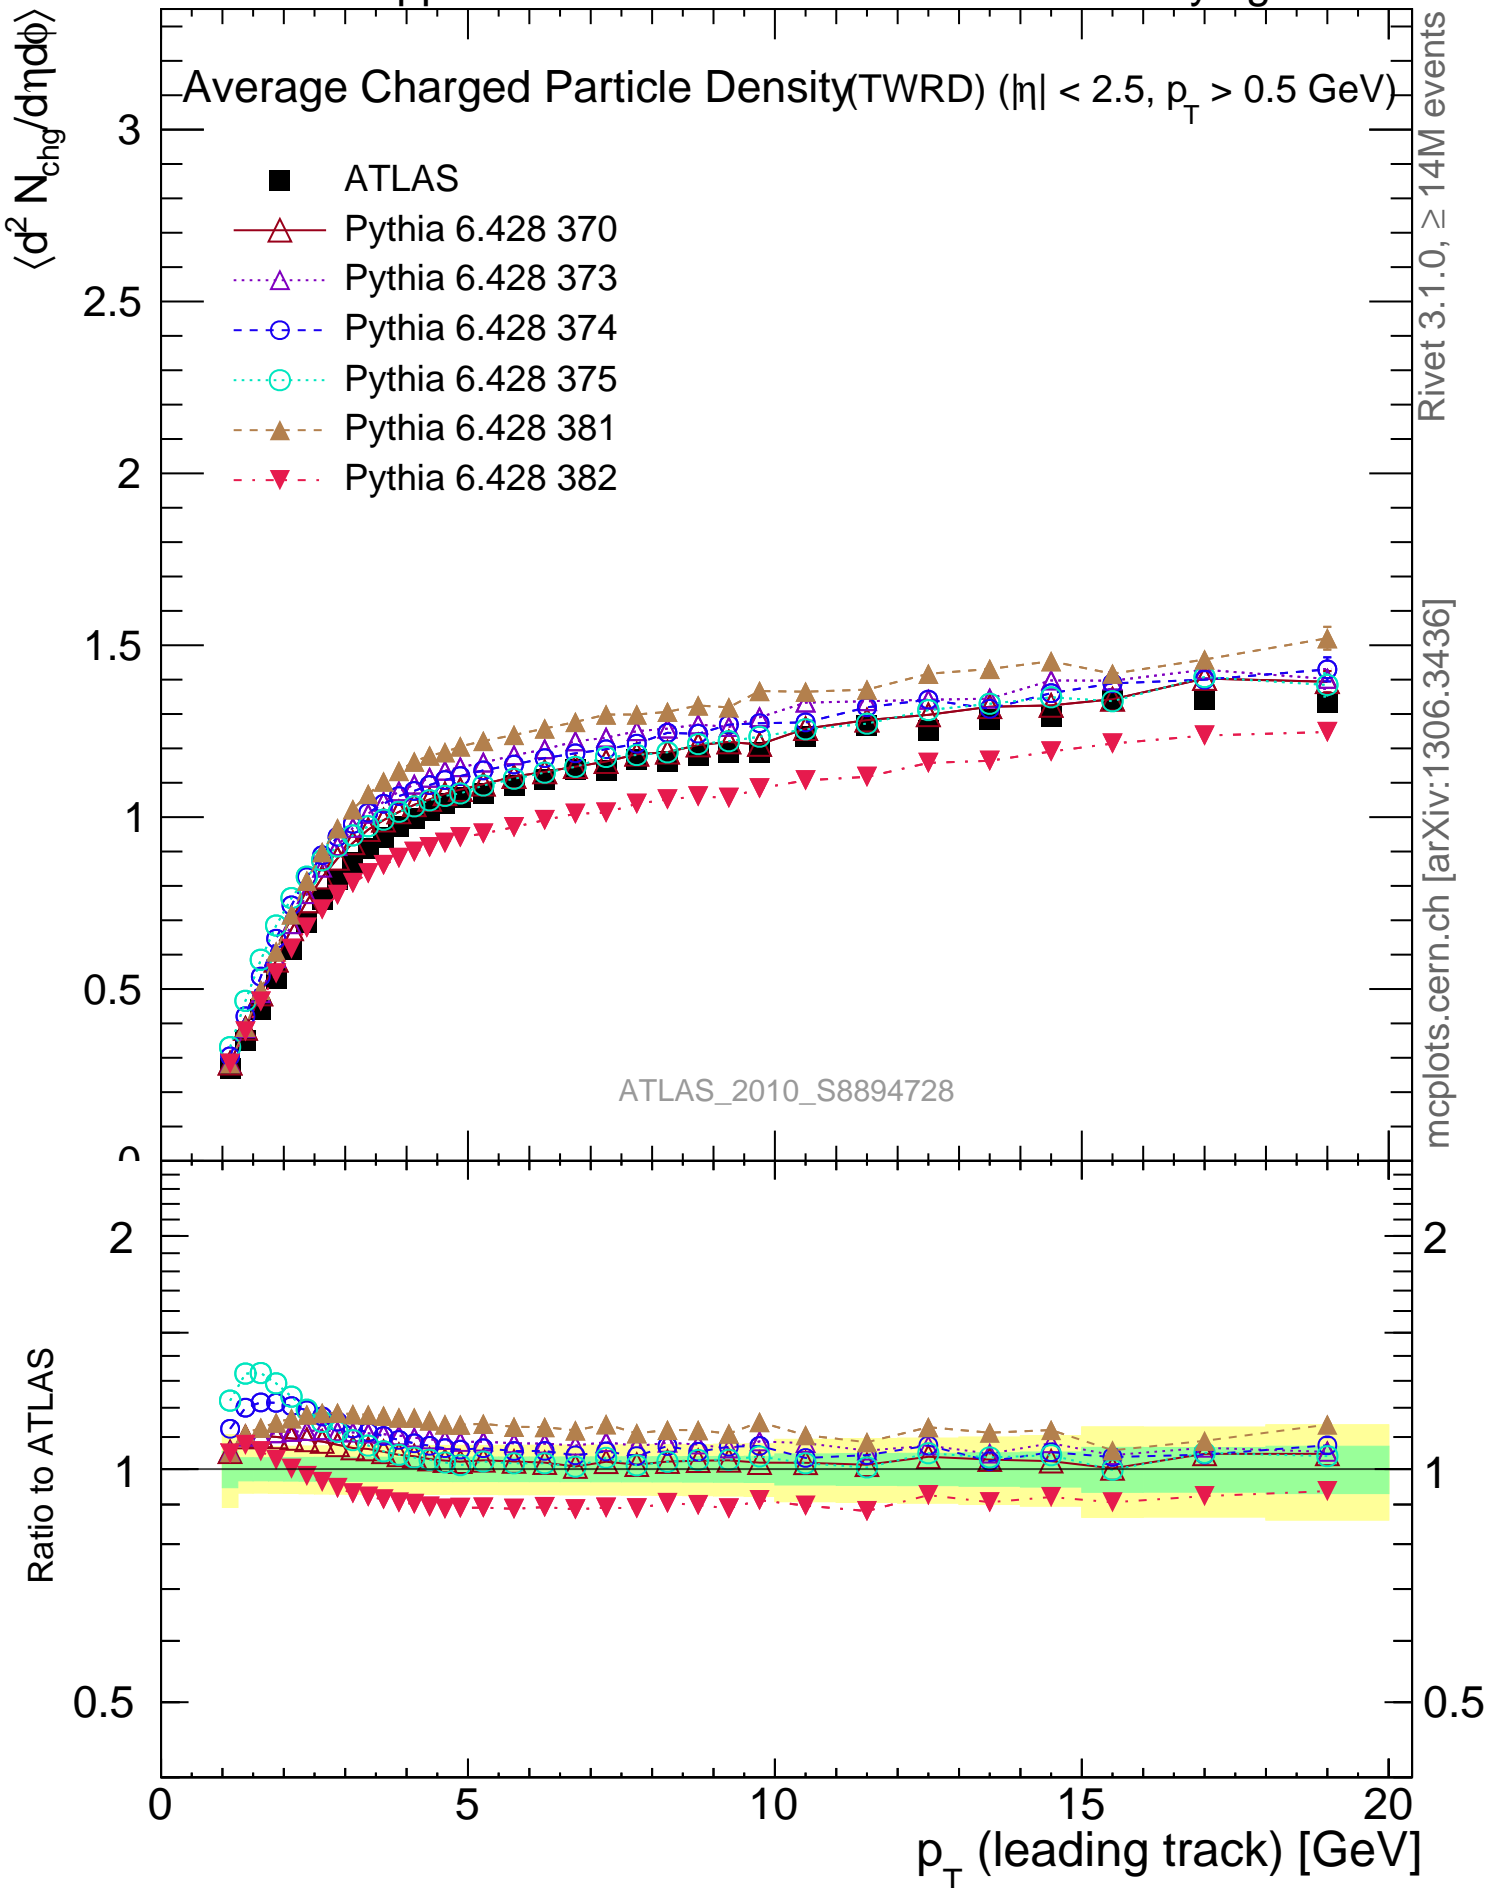 Average Charged Particle Density(TWRD) (|η| < 2.5, p_T > 0.5 GeV)
⟨d² N_chg/dηdϕ⟩
3
2.5
2
1.5
1
0.5
0
ATLAS
Pythia 6.428 370
Pythia 6.428 373
Pythia 6.428 374
Pythia 6.428 375
Pythia 6.428 381
Pythia 6.428 382
ATLAS_2010_S8894728
Rivet 3.1.0, ≥ 14M events
mcplots.cern.ch [arXiv:1306.3436]
Ratio to ATLAS
2
1
0.5
2
1
0.5
0 5 10 15 20
p_T (leading track) [GeV]